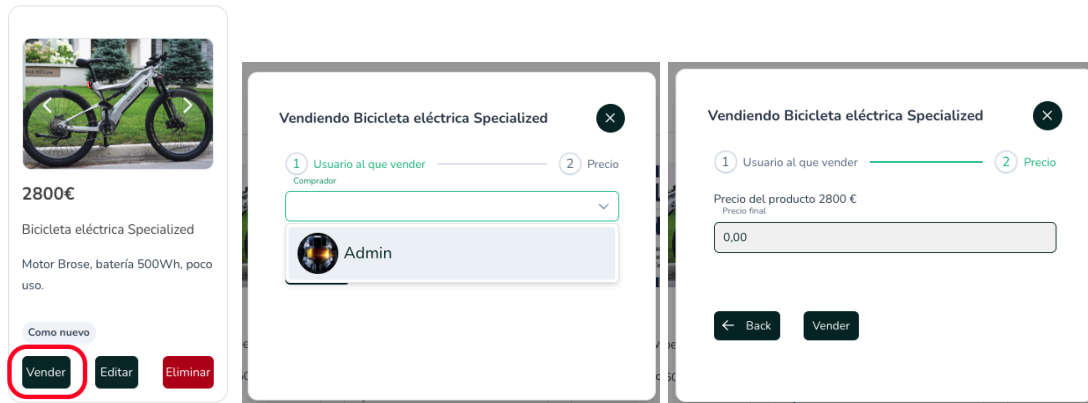 2800€
Bicicleta eléctrica Specialized
Motor Brose, batería 500Wh, poco
uso.
Como nuevo
Vender
Editar
Eliminar
Vendiendo Bicicleta eléctrica Specialized
1 Usuario al que vender
2 Precio
Comprador
Admin
Vendiendo Bicicleta eléctrica Specialized
1 Usuario al que vender
2 Precio
Precio del producto 2800 €
Precio final
0,00
← Back
Vender